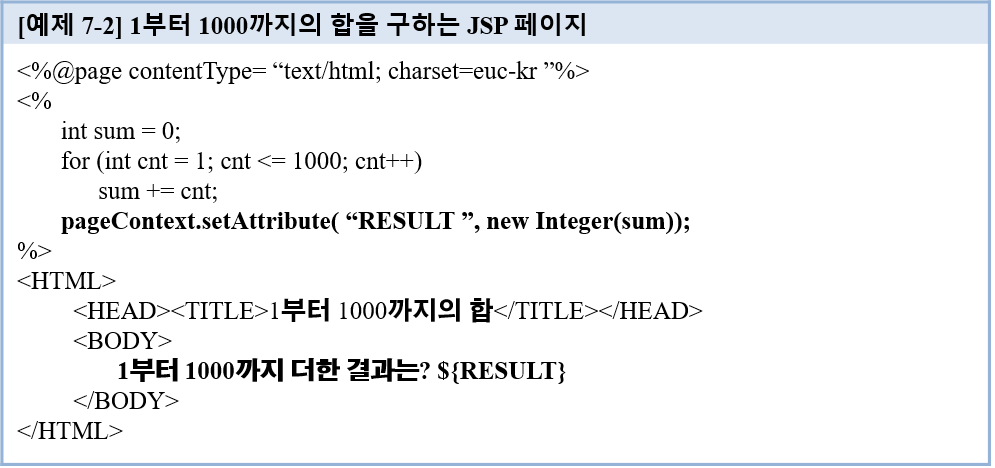 [예제 7-2] 1부터 1000까지의 합을 구하는 JSP 페이지
<%@page contentType= “text/html; charset=euc-kr ”%>
<%
int sum = 0;
for (int cnt = 1; cnt <= 1000; cnt++)
sum += cnt;
pageContext.setAttribute( “RESULT ”, new Integer(sum));
%>
<HTML>
<HEAD><TITLE>1부터 1000까지의 합</TITLE></HEAD>
<BODY>
1부터 1000까지 더한 결과는? ${RESULT}
</BODY>
</HTML>